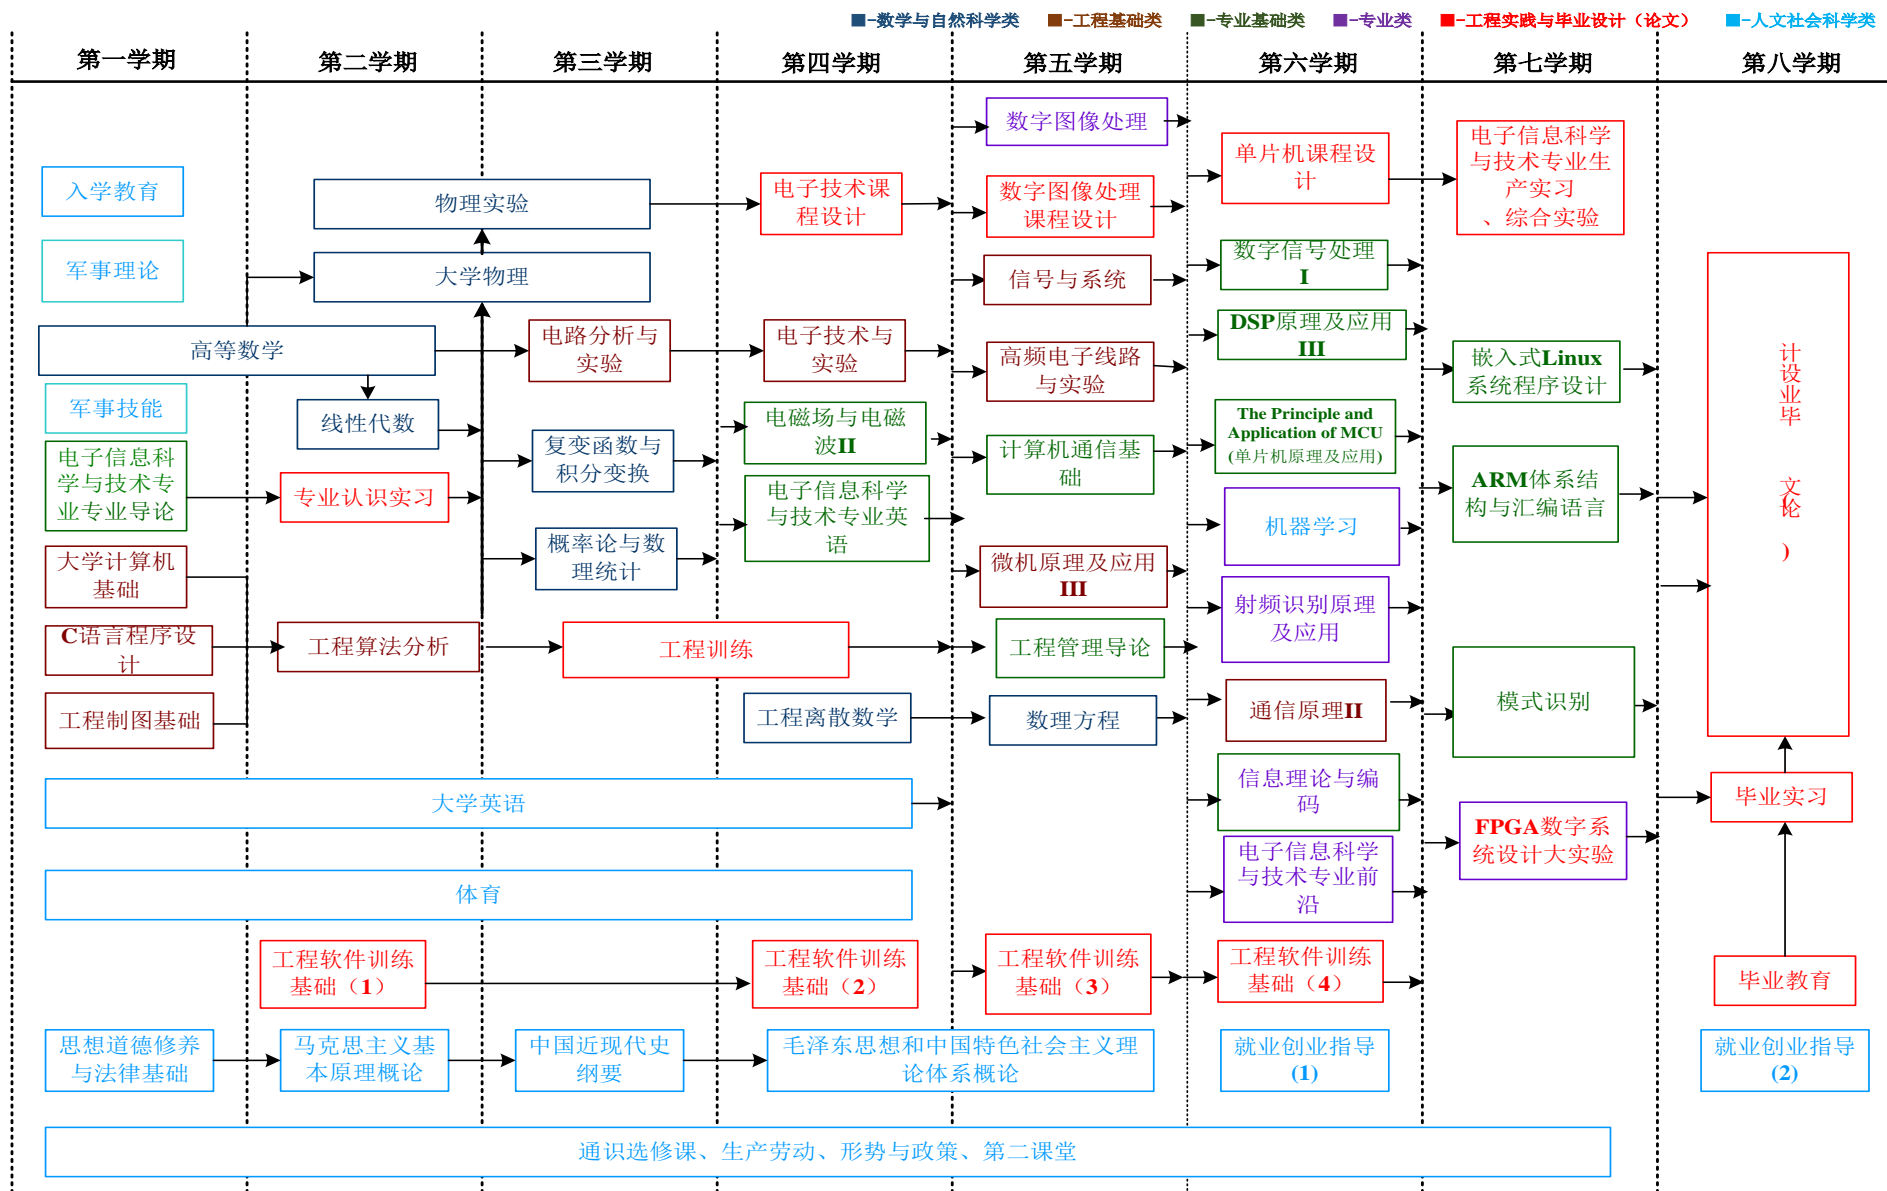 ■-数学与自然科学类 ■-工程基础类 ■-专业基础类 ■-专业类 ■-工程实践与毕业设计（论文） ■-人文社会科学类
第一学期 第二学期 第三学期 第四学期 第五学期 第六学期 第七学期 第八学期
入学教育
军事理论
高等数学
军事技能
电子信息科
学与技术专
业专业导论
大学计算机
基础
C语言程序设
计
工程制图基础
物理实验
大学物理
线性代数
专业认识实习
工程算法分析
电路分析与
实验
复变函数与
积分变换
概率论与数
理统计
工程训练
电子技术课
程设计
电子技术与
实验
电磁场与电磁
波II
电子信息科学
与技术专业英
语
工程离散数学
数字图像处理
数字图像处理
课程设计
信号与系统
高频电子线路
与实验
计算机通信基
础
微机原理及应用
III
工程管理导论
数理方程
单片机课程设
计
数字信号处理
I
DSP原理及应用
III
The Principle and
Application of MCU
(单片机原理及应用)
机器学习
射频识别原理
及应用
通信原理II
信息理论与编
码
电子信息科学
与技术专业前
沿
电子信息科学
与技术专业生
产实习
、综合实验
嵌入式Linux
系统程序设计
ARM体系结
构与汇编语言
模式识别
FPGA数字系
统设计大实验
计设业毕
文（论
）
毕业实习
毕业教育
大学英语
体育
工程软件训练
基础（1）
工程软件训练
基础（2）
工程软件训练
基础（3）
工程软件训练
基础（4）
思想道德修养
与法律基础
马克思主义基
本原理概论
中国近现代史
纲要
毛泽东思想和中国特色社会主义理
论体系概论
就业创业指导
(1)
就业创业指导
(2)
通识选修课、生产劳动、形势与政策、第二课堂